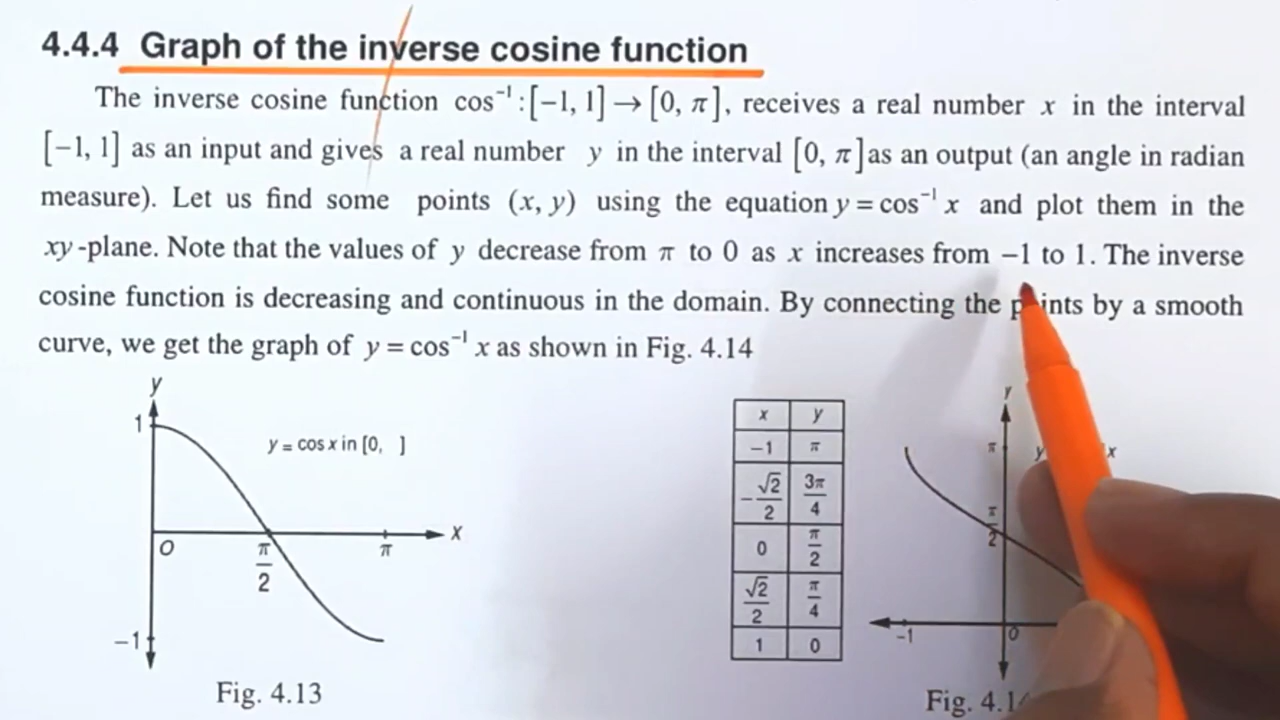 4.4.4 Graph of the inverse cosine function
The inverse cosine function cos⁻¹ : [−1, 1] → [0, π], receives a real number x in the interval
[−1, 1] as an input and gives a real number y in the interval [0, π] as an output (an angle in radian
measure). Let us find some points (x, y) using the equation y = cos⁻¹ x and plot them in the
xy -plane. Note that the values of y decrease from π to 0 as x increases from −1 to 1. The inverse
cosine function is decreasing and continuous in the domain. By connecting the points by a smooth
curve, we get the graph of y = cos⁻¹ x as shown in Fig. 4.14
y
1
y = cos x in [0, ]
x
O
π/2
π
−1
Fig. 4.13
x y
−1 π
−√2/2 3π/4
0 π/2
√2/2 π/4
1 0
y
π
y x
π/2
−1
0
Fig. 4.1